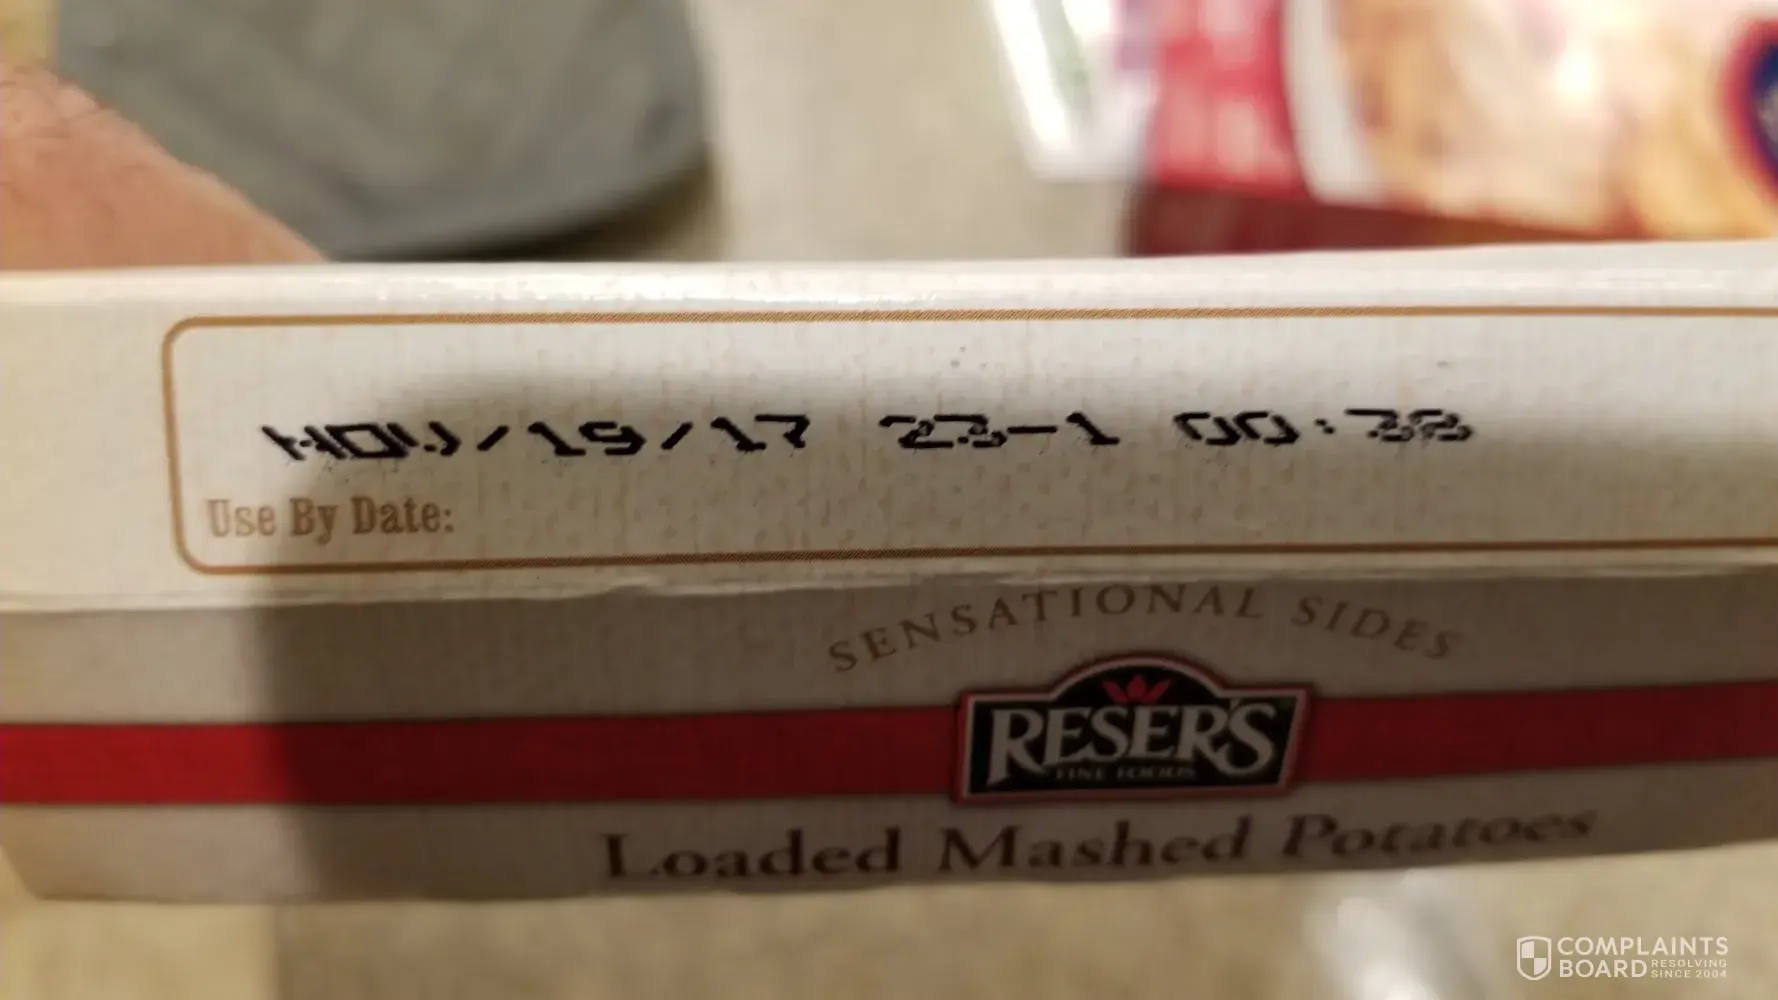 NOV/19/17 23-1 00:38
Use By Date:
SENSATIONAL SIDES
RESER'S
FINE FOODS
Loaded Mashed Potatoes
COMPLAINTS
BOARD RESOLVING
SINCE 2004